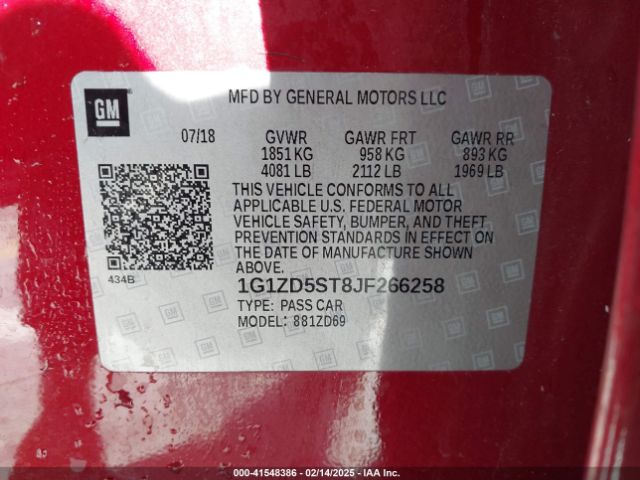 GM
MFD BY GENERAL MOTORS LLC
07/18 GVWR GAWR FRT GAWR RR
1851 KG 958 KG 893 KG
4081 LB 2112 LB 1969 LB
THIS VEHICLE CONFORMS TO ALL
APPLICABLE U.S. FEDERAL MOTOR
VEHICLE SAFETY, BUMPER, AND THEFT
PREVENTION STANDARDS IN EFFECT ON
THE DATE OF MANUFACTURE SHOWN
ABOVE.
434B
1G1ZD5ST8JF266258
TYPE: PASS CAR
MODEL: 881ZD69
© - #41548386 - 02/14/2025 - IAA Inc.